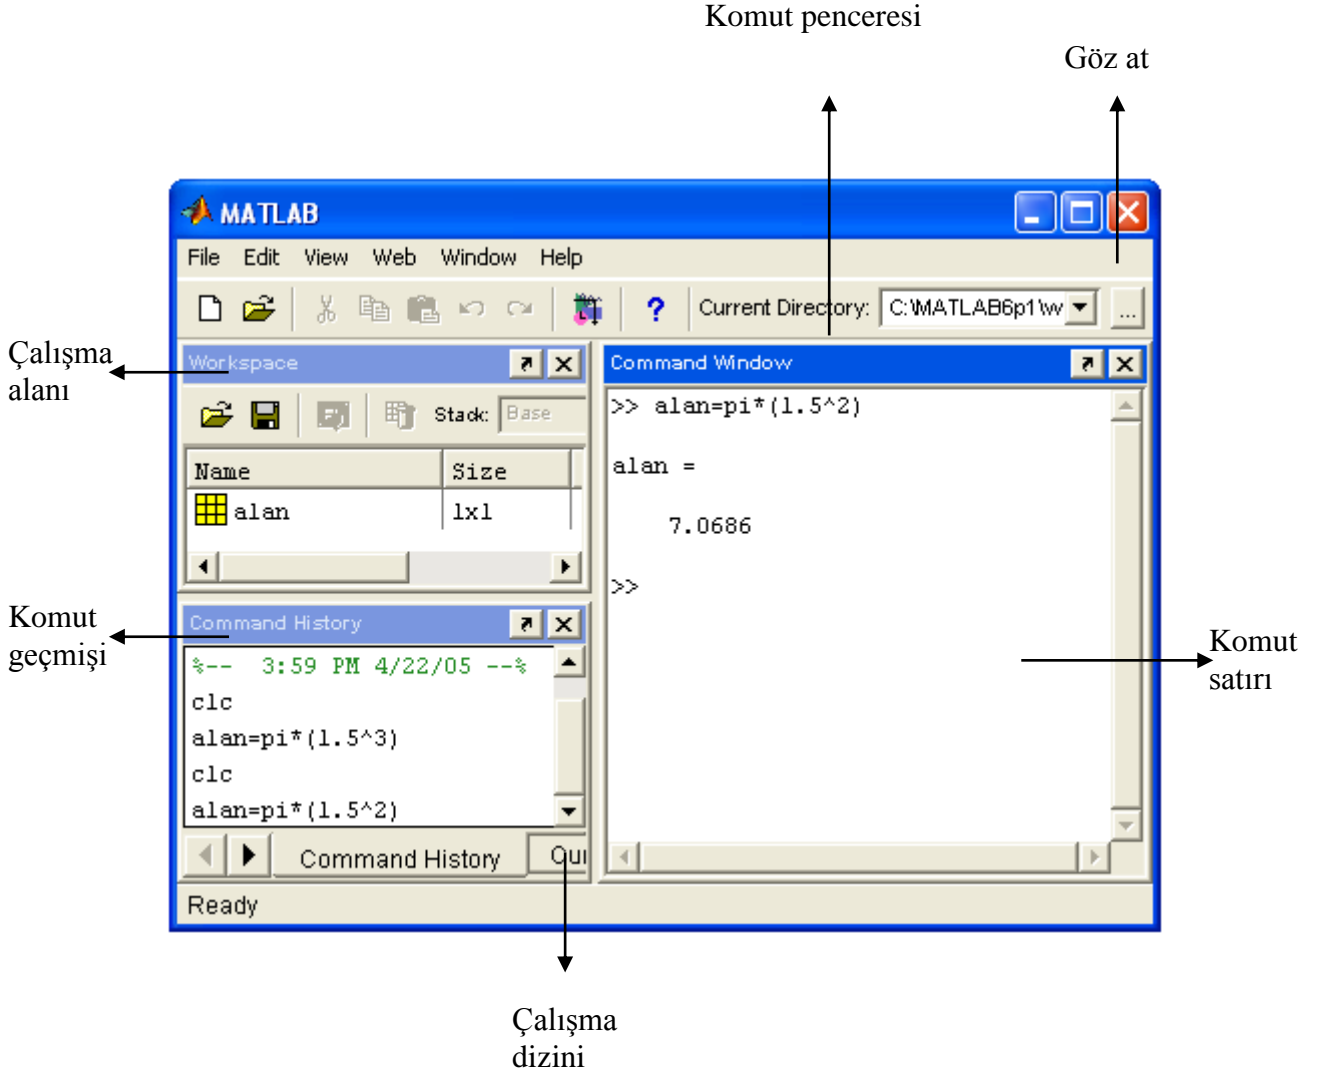 Komut penceresi
Göz at
MATLAB
File Edit View Web Window Help
Current Directory: C:\MATLAB6p1\w
...
Çalışma
alanı
Workspace
Stack: Base
Name Size
alan 1x1
Command Window
>> alan=pi*(1.5^2)
alan =
7.0686
>>
Komut
geçmişi
Command History
%-- 3:59 PM 4/22/05 --%
clc
alan=pi*(1.5^3)
clc
alan=pi*(1.5^2)
Command History
Komut
satırı
Ready
Çalışma
dizini